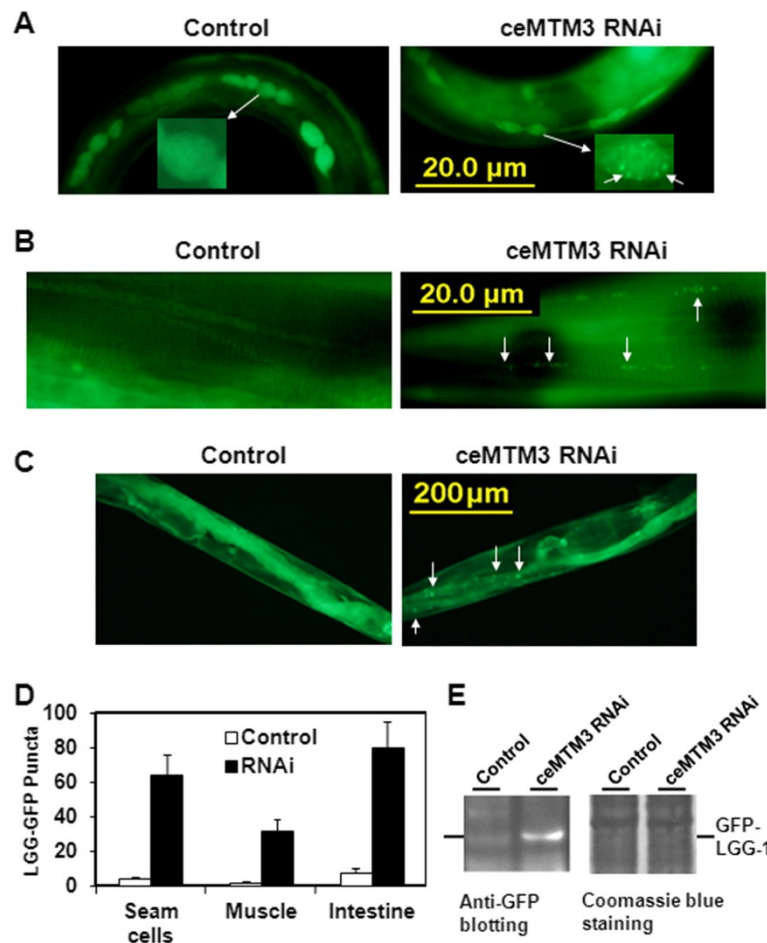 A
Control
ceMTM3 RNAi
20.0 µm
B
Control
ceMTM3 RNAi
20.0 µm
C
Control
ceMTM3 RNAi
200µm
D
LGG-GFP Puncta
100
80
60
40
20
0
Control
RNAi
Seam cells
Muscle
Intestine
E
Control
ceMTM3 RNAi
Control
ceMTM3 RNAi
GFP-
LGG-1
Anti-GFP
blotting
Coomassie blue
staining